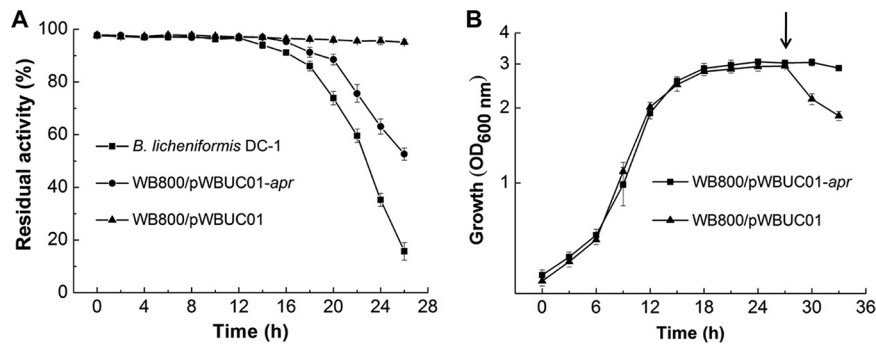 A
B
Residual activity (%)
100
80
60
40
20
0
B. licheniformis DC-1
WB800/pWBUC01-apr
WB800/pWBUC01
0 4 8 12 16 20 24 28
Time (h)
Growth (OD600 nm)
4
3
2
1
WB800/pWBUC01-apr
WB800/pWBUC01
0 6 12 18 24 30 36
Time (h)